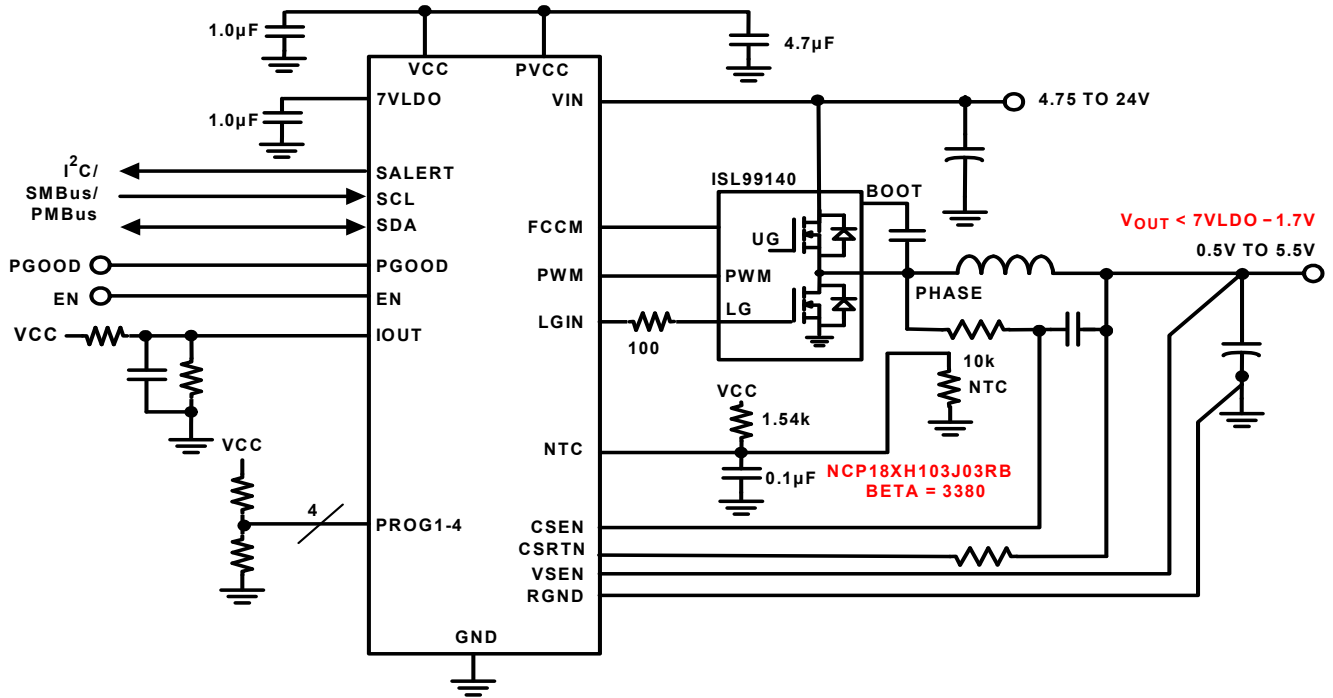 1.0µF
4.7µF
VCC
PVCC
7VLDO
VIN
4.75 TO 24V
1.0µF
I²C/
SMBus/
PMBus
SALERT
SCL
SDA
ISL99140
BOOT
FCCM
UG
VOUT < 7VLDO – 1.7V
0.5V TO 5.5V
PGOOD
PGOOD
PWM
PWM
PHASE
EN
EN
VCC
IOUT
LGIN
LG
100
10k
NTC
VCC
1.54k
VCC
NTC
0.1µF
NCP18XH103J03RB
BETA = 3380
4
PROG1-4
CSEN
CSRTN
VSEN
RGND
GND